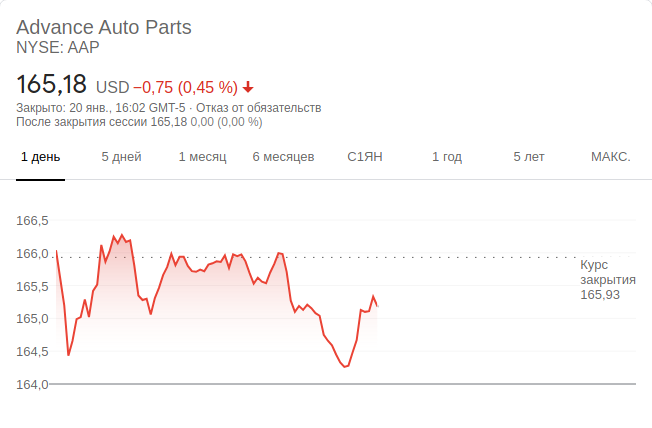 Advance Auto Parts
NYSE: AAP
165,18 USD −0,75 (0,45 %)
Закрыто: 20 янв., 16:02 GMT-5 · Отказ от обязательств
После закрытия сессии 165,18 0,00 (0,00 %)
1 день 5 дней 1 месяц 6 месяцев С1ЯН 1 год 5 лет МАКС.
166,5
166,0
165,5
165,0
164,5
164,0
Курс
закрытия
165,93